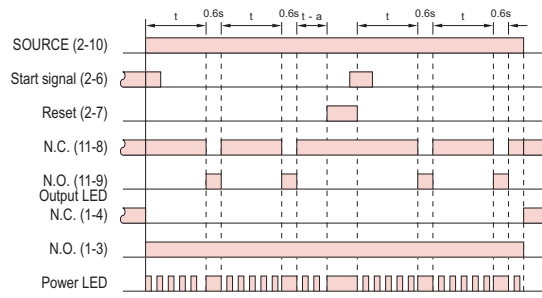 t 0.6s t 0.6s t - a t 0.6s t 0.6s
SOURCE (2-10)
Start signal (2-6)
Reset (2-7)
N.C. (11-8)
N.O. (11-9)
Output LED
N.C. (1-4)
N.O. (1-3)
Power LED